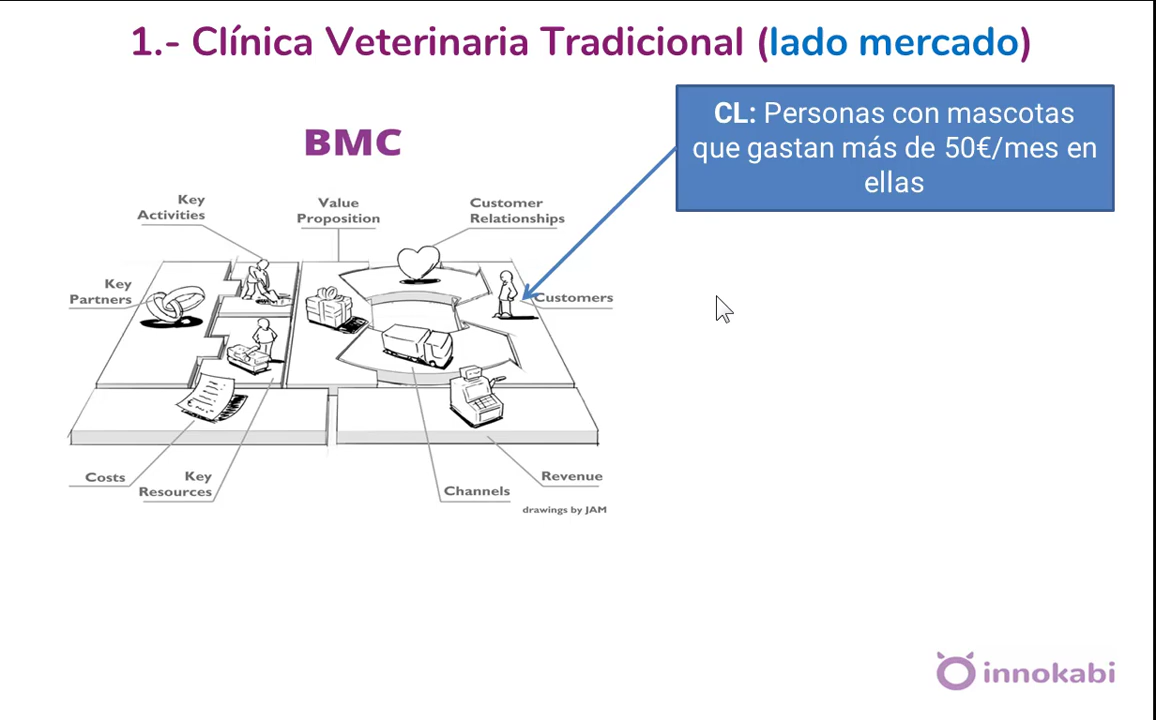 1.- Clínica Veterinaria Tradicional (lado mercado)
CL: Personas con mascotas
que gastan más de 50€/mes en
ellas
BMC
Key
Activities
Value
Proposition
Customer
Relationships
Key
Partners
Customers
Costs
Key
Resources
Channels
Revenue
drawings by JAM
innokabi